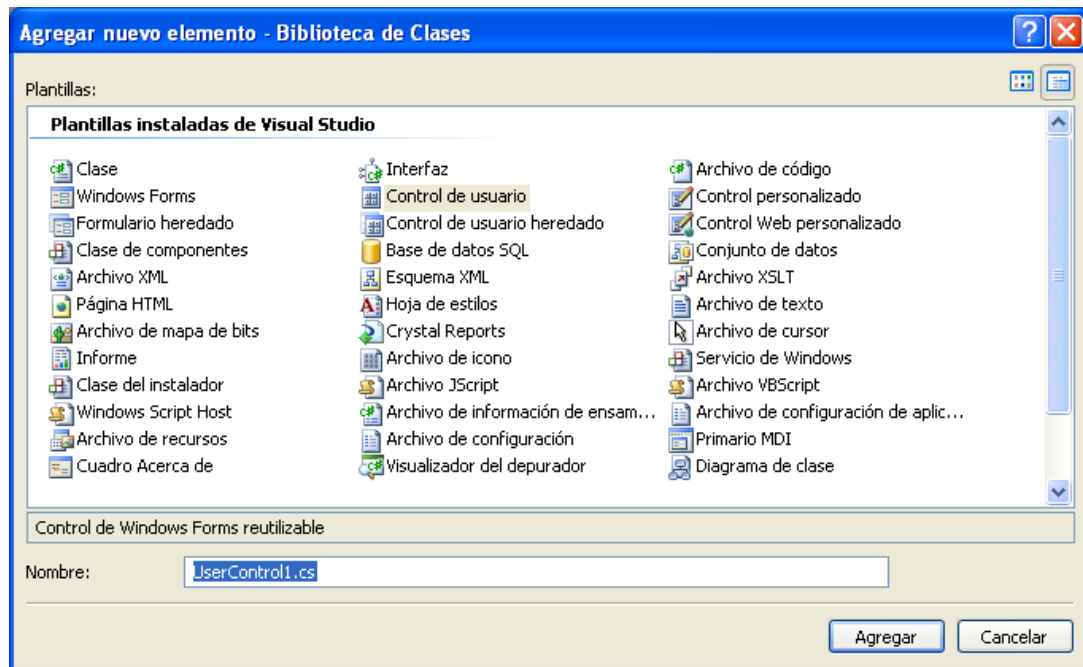 Agregar nuevo elemento - Biblioteca de Clases
Plantillas:
Plantillas instaladas de Visual Studio
Clase Interfaz Archivo de código
Windows Forms Control de usuario Control personalizado
Formulario heredado Control de usuario heredado Control Web personalizado
Clase de componentes Base de datos SQL Conjunto de datos
Archivo XML Esquema XML Archivo XSLT
Página HTML Hoja de estilos Archivo de texto
Archivo de mapa de bits Crystal Reports Archivo de cursor
Informe Archivo de icono Servicio de Windows
Clase del instalador Archivo JScript Archivo VBScript
Windows Script Host Archivo de información de ensam... Archivo de configuración de aplic...
Archivo de recursos Archivo de configuración Primario MDI
Cuadro Acerca de Visualizador del depurador Diagrama de clase
Control de Windows Forms reutilizable
Nombre: UserControl1.cs
Agregar Cancelar